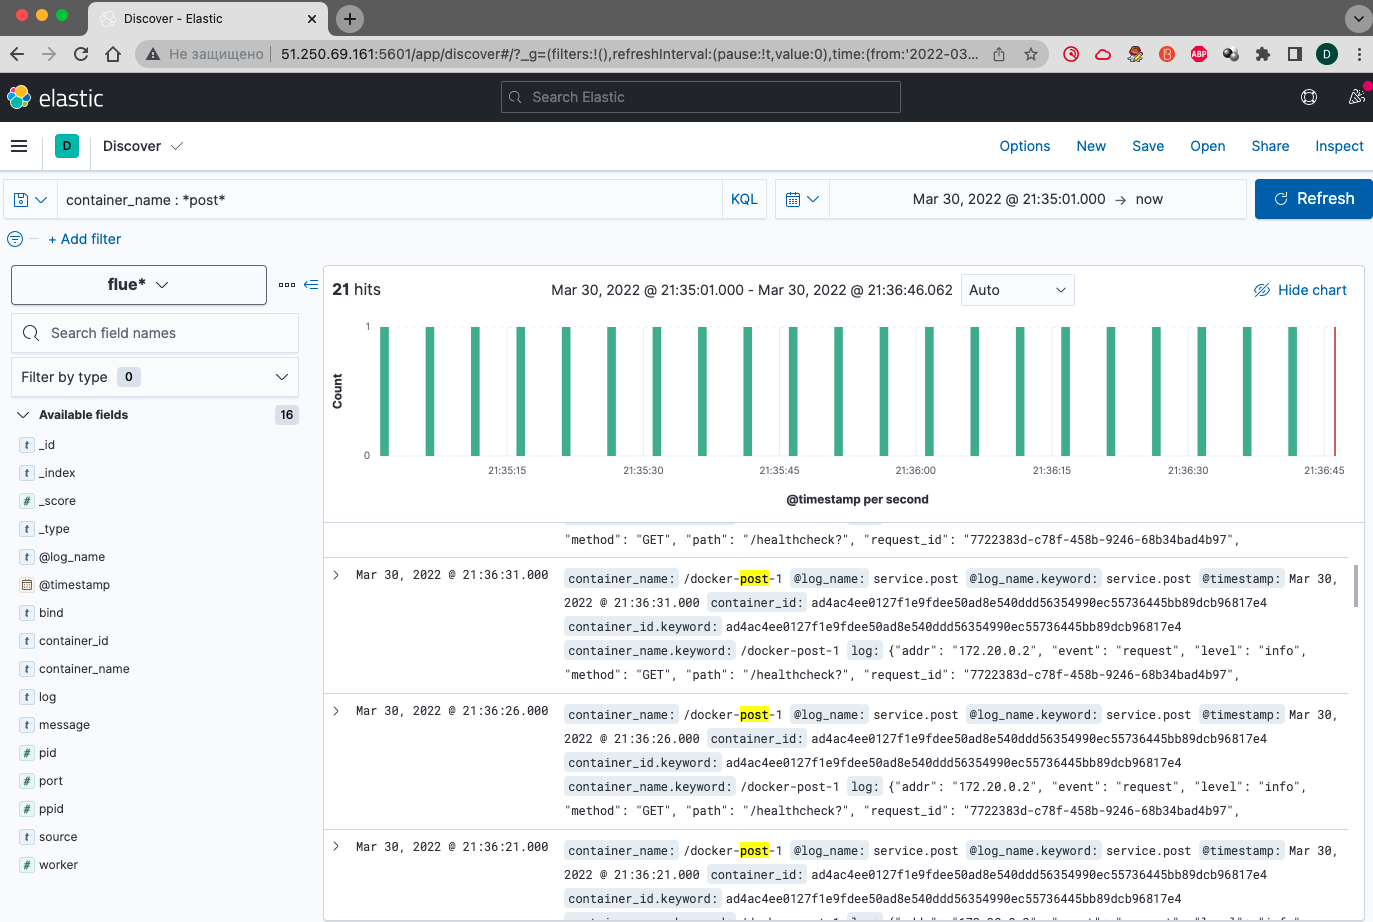 Discover - Elastic
Не защищено
51.250.69.161:5601/app/discover#/?_g=(filters:!(),refreshInterval:(pause:!t,value:0),time:(from:'2022-03...
B
ABP
D
elastic
Search Elastic
D
Discover
Options
New
Save
Open
Share
Inspect
container_name : *post*
KQL
Mar 30, 2022 @ 21:35:01.000 → now
Refresh
+ Add filter
flue*
Search field names
Filter by type 0
Available fields 16
t _id
t _index
# _score
t _type
t @log_name
@timestamp
t bind
t container_id
t container_name
t log
t message
# pid
# port
# ppid
t source
# worker
21 hits
Mar 30, 2022 @ 21:35:01.000 - Mar 30, 2022 @ 21:36:46.062
Auto
Hide chart
1
0
Count
21:35:15
21:35:30
21:35:45
21:36:00
21:36:15
21:36:30
21:36:45
@timestamp per second
"method": "GET", "path": "/healthcheck?", "request_id": "7722383d-c78f-458b-9246-68b34bad4b97",
Mar 30, 2022 @ 21:36:31.000
container_name: /docker-post-1 @log_name: service.post @log_name.keyword: service.post @timestamp: Mar 30,
2022 @ 21:36:31.000 container_id: ad4ac4ee0127f1e9fdee50ad8e540ddd56354990ec55736445bb89dcb96817e4
container_id.keyword: ad4ac4ee0127f1e9fdee50ad8e540ddd56354990ec55736445bb89dcb96817e4
container_name.keyword: /docker-post-1 log: {"addr": "172.20.0.2", "event": "request", "level": "info",
"method": "GET", "path": "/healthcheck?", "request_id": "7722383d-c78f-458b-9246-68b34bad4b97",
Mar 30, 2022 @ 21:36:26.000
container_name: /docker-post-1 @log_name: service.post @log_name.keyword: service.post @timestamp: Mar 30,
2022 @ 21:36:26.000 container_id: ad4ac4ee0127f1e9fdee50ad8e540ddd56354990ec55736445bb89dcb96817e4
container_id.keyword: ad4ac4ee0127f1e9fdee50ad8e540ddd56354990ec55736445bb89dcb96817e4
container_name.keyword: /docker-post-1 log: {"addr": "172.20.0.2", "event": "request", "level": "info",
"method": "GET", "path": "/healthcheck?", "request_id": "7722383d-c78f-458b-9246-68b34bad4b97",
Mar 30, 2022 @ 21:36:21.000
container_name: /docker-post-1 @log_name: service.post @log_name.keyword: service.post @timestamp: Mar 30,
2022 @ 21:36:21.000 container_id: ad4ac4ee0127f1e9fdee50ad8e540ddd56354990ec55736445bb89dcb96817e4
container_id.keyword: ad4ac4ee0127f1e9fdee50ad8e540ddd56354990ec55736445bb89dcb96817e4